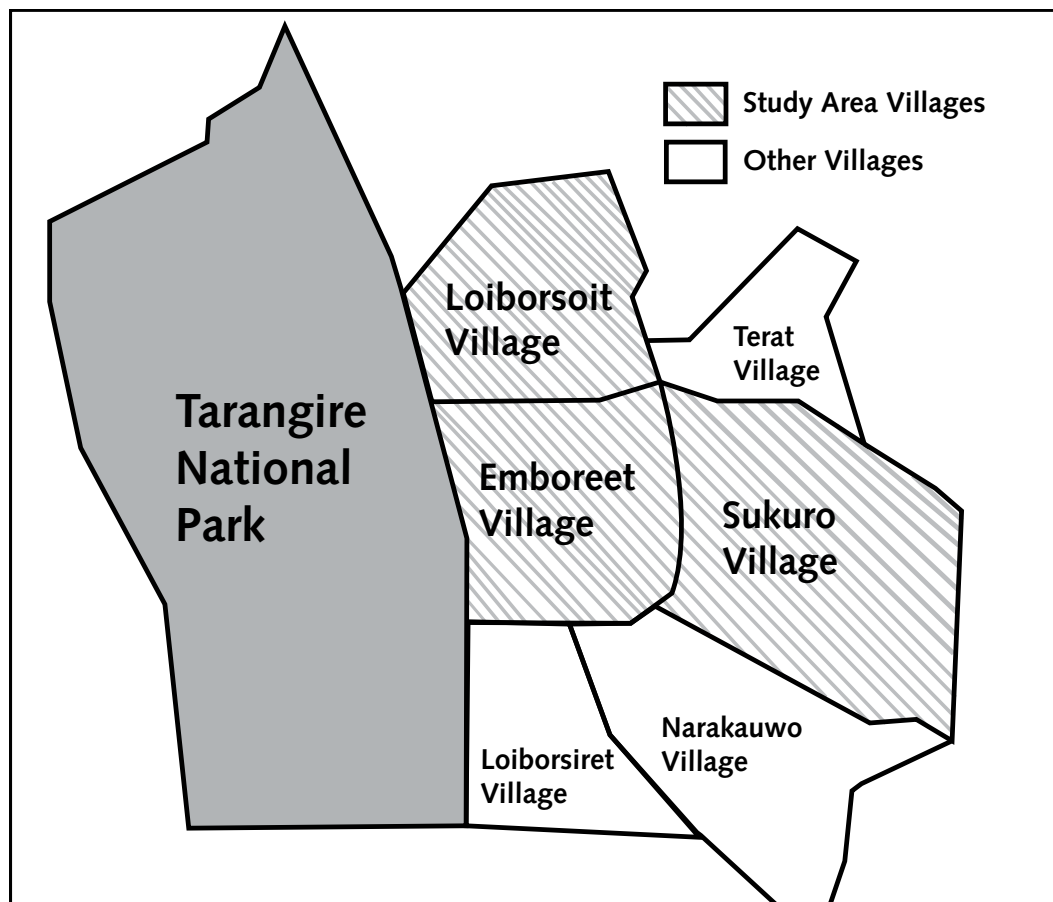 Study Area Villages
Other Villages
Loiborsoit
Village
Terat
Village
Tarangire
National
Park
Emboreet
Village
Sukuro
Village
Narakauwo
Village
Loiborsiret
Village